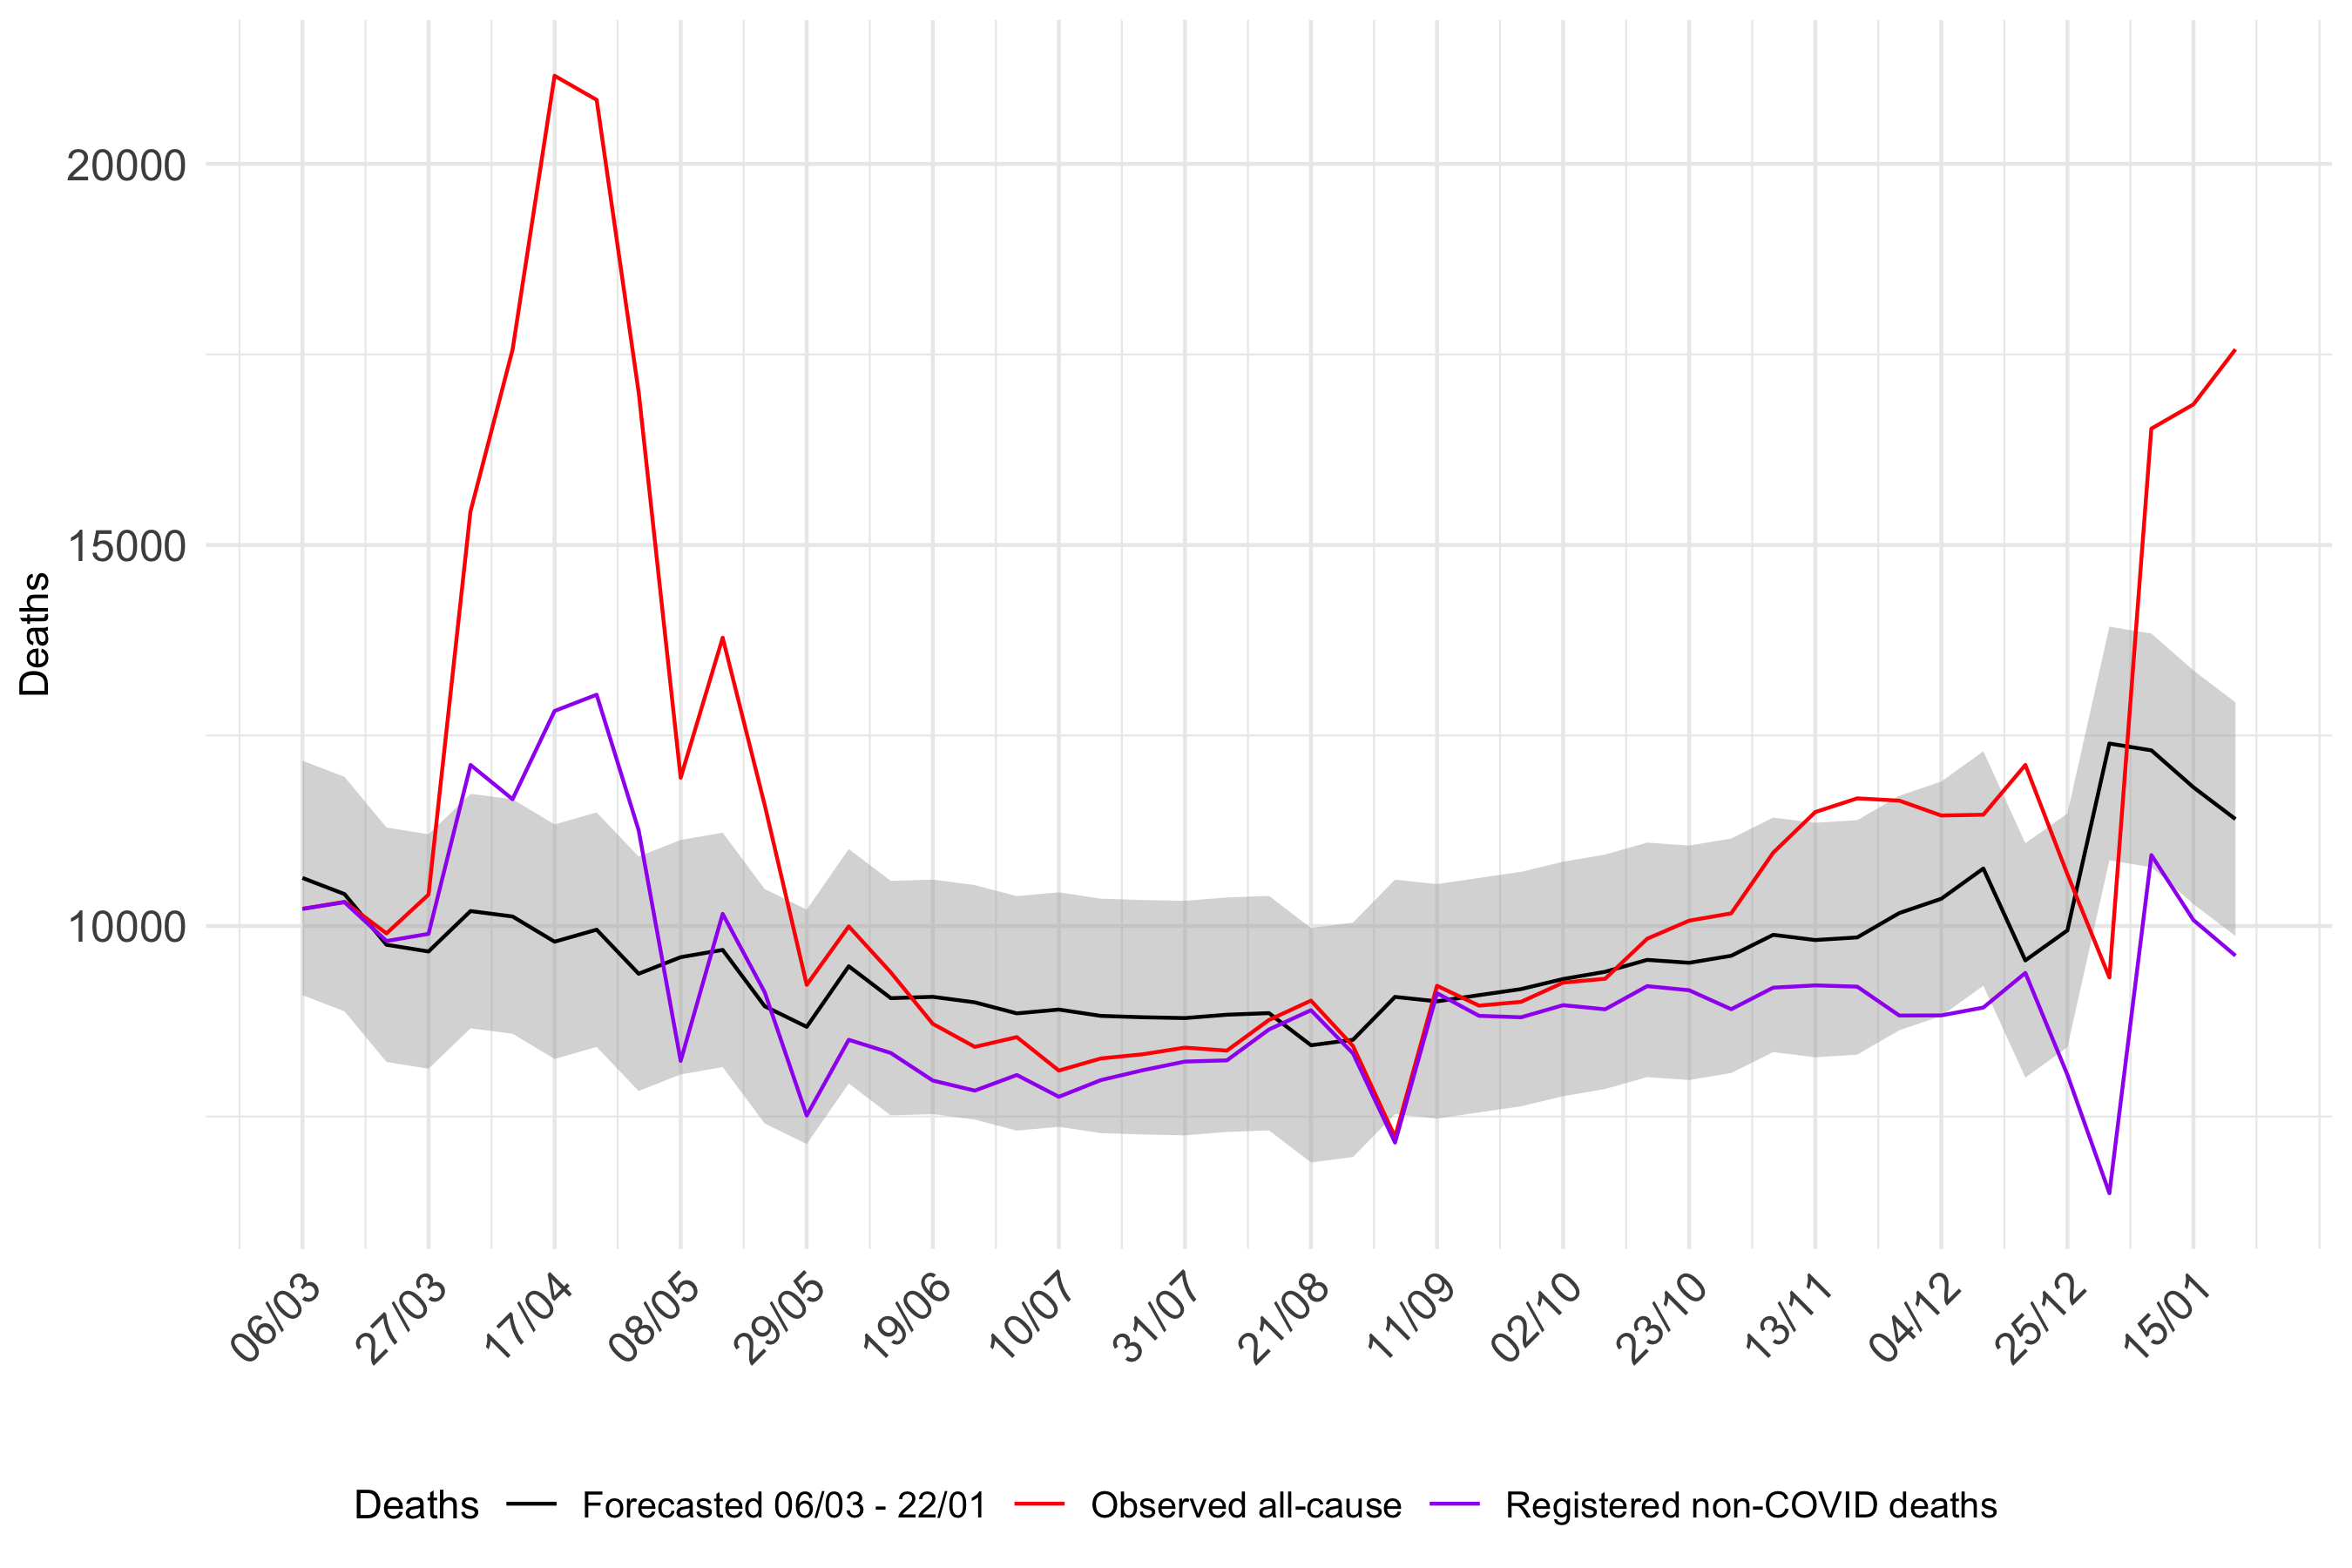 20000
15000
10000
Deaths
06/03 27/03 17/04 08/05 29/05 19/06 10/07 31/07 21/08 11/09 02/10 23/10 13/11 04/12 25/12 15/01
Deaths Forecasted 06/03 - 22/01 Observed all-cause Registered non-COVID deaths